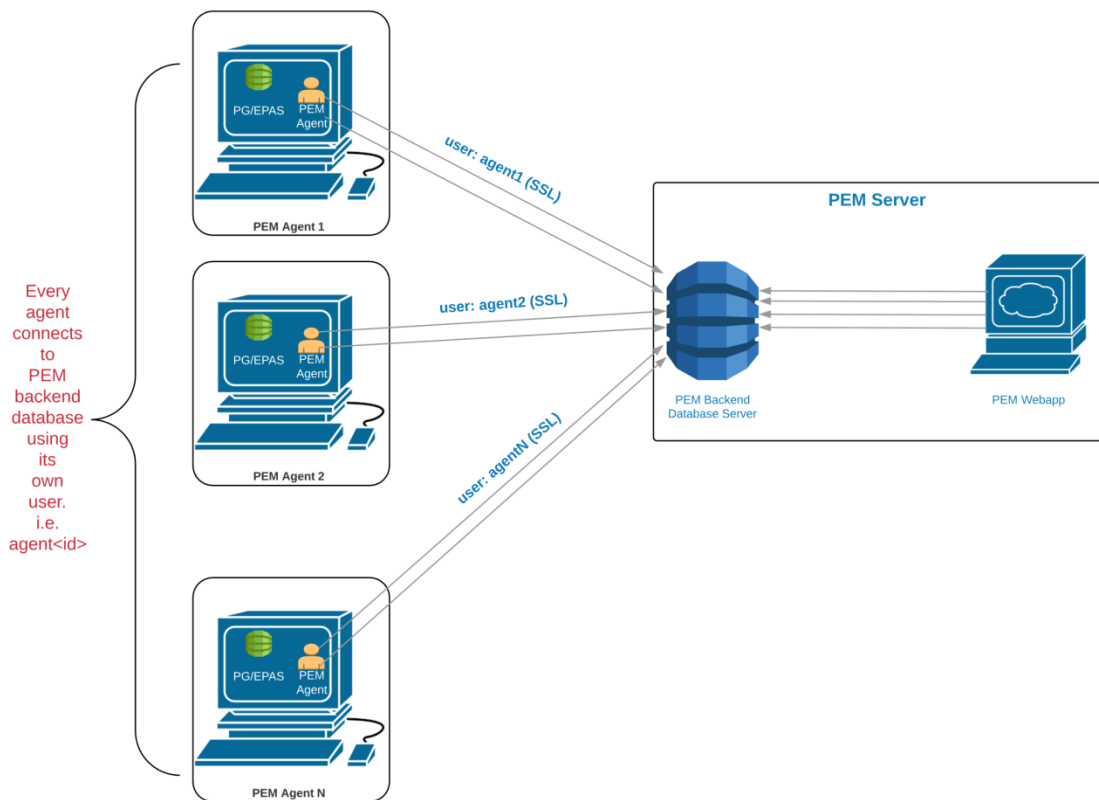 PG/EPAS
PEM
Agent
PEM Agent 1
user: agent1 (SSL)
Every
agent
connects
to
PEM
backend
database
using
its
own
user.
i.e.
agent<id>
PG/EPAS
PEM
Agent
PEM Agent 2
user: agent2 (SSL)
PG/EPAS
PEM
Agent
PEM Agent N
user: agentN (SSL)
PEM Server
PEM Backend
Database Server
PEM Webapp